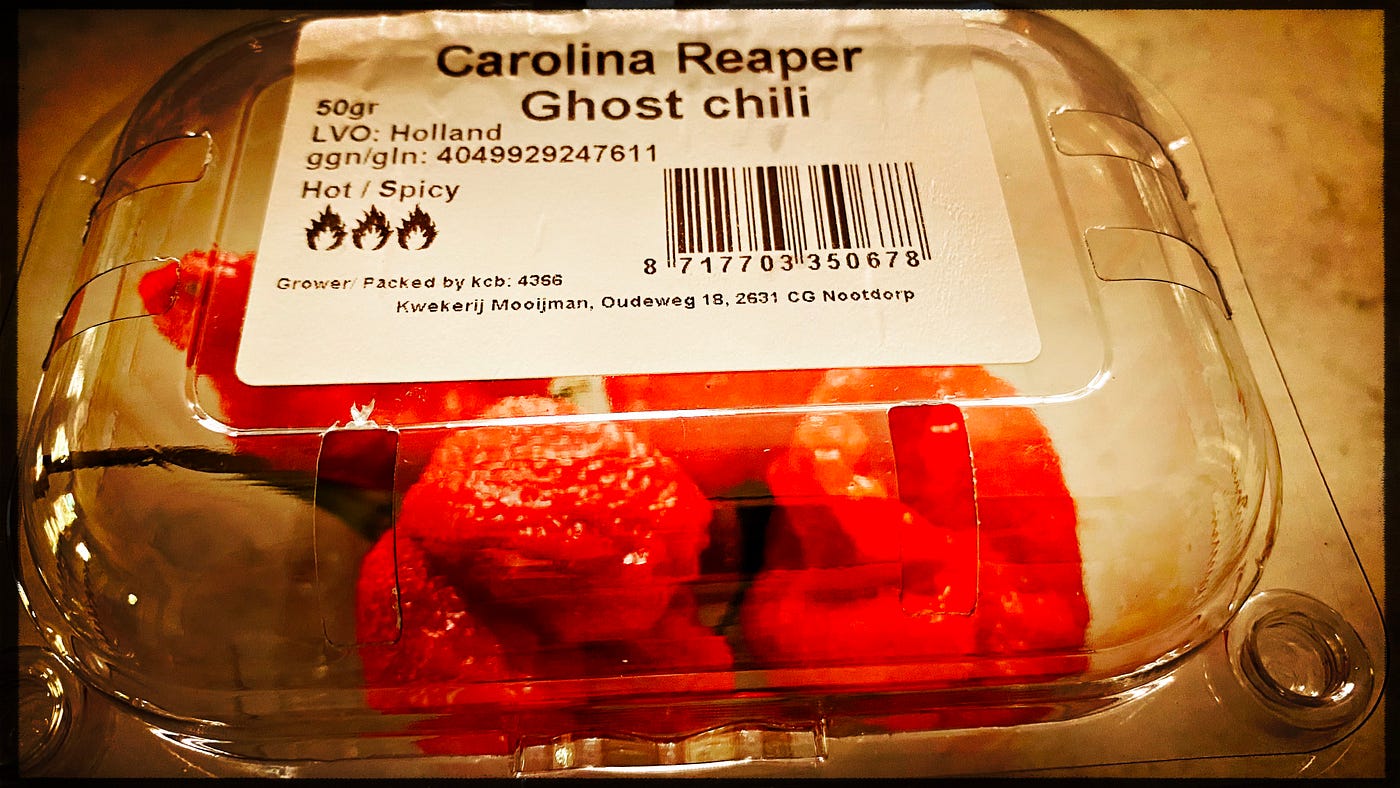 Carolina Reaper
Ghost chili
50gr
LVO: Holland
ggn/gln: 4049929247611
Hot / Spicy
8 717703 350678
Grower/ Packed by kcb: 4366
Kwekerij Mooijman, Oudeweg 18, 2631 CG Nootdorp